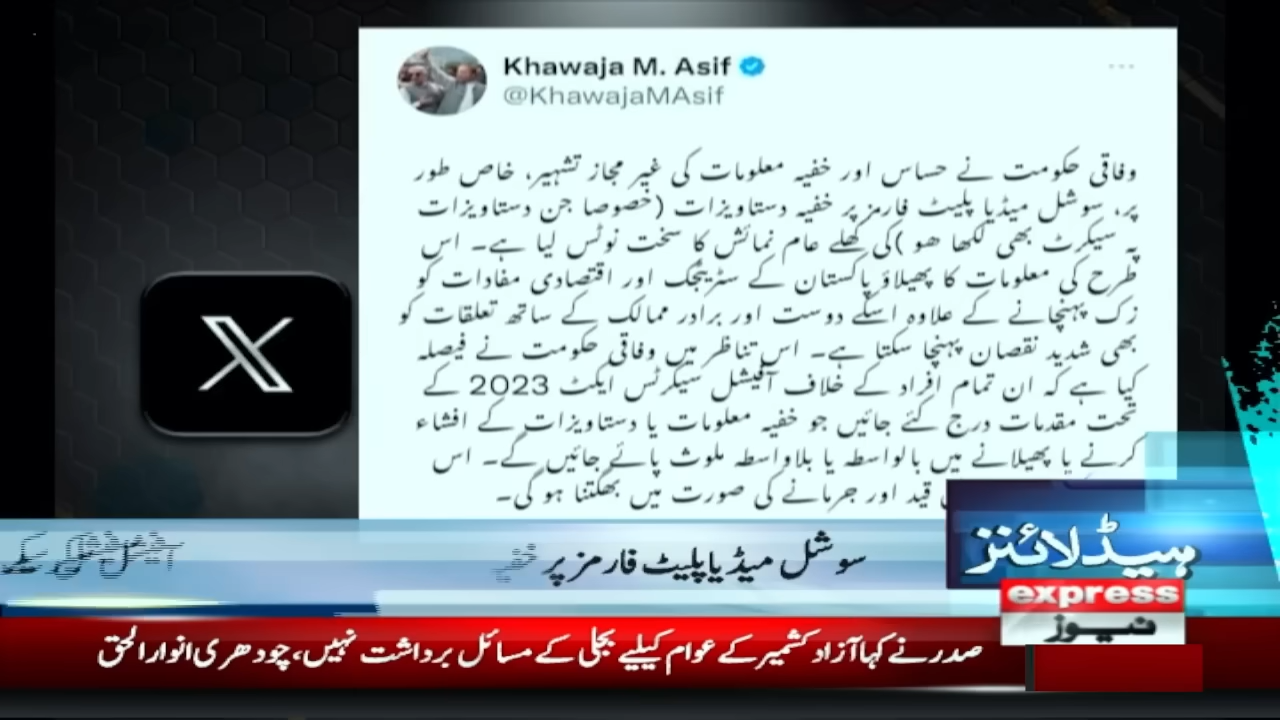 Khawaja M. Asif
@KhawajaMAsif
وفاقی حکومت نے حساس اور خفیہ معلومات کی غیر مجاز تشہیر، خاص طور
پر، سوشل میڈیا پلیٹ فارمز پر خفیہ دستاویزات (خصوصا جن دستاویزات
پہ سیکرٹ بھی لکھا ھو )کی کھلے عام نمائش کا سخت نوٹس لیا ہے۔ اس
طرح کی معلومات کا پھیلاؤ پاکستان کے سٹریٹجک اور اقتصادی مفادات کو
زک پہنچانے کے علاوہ اسکے دوست اور برادر ممالک کے ساتھ تعلقات کو
بھی شدید نقصان پہنچا سکتا ہے۔ اس تناظر میں وفاقی حکومت نے فیصلہ
کیا ہے کہ ان تمام افراد کے خلاف آفیشل سیکرٹس ایکٹ 2023 کے
تحت مقدمات درج کئے جائیں جو خفیہ معلومات یا دستاویزات کے افشاء
کرنے یا پھیلانے میں بالواسطہ یا بلاواسطہ ملوث پائے جائیں گے۔ اس
قید اور جرمانے کی صورت میں بھگتنا ہو گی۔
سوشل میڈیا پلیٹ فارمز پر
ہیڈلائنز
express
نیوز
صدر نے کہا آزاد کشمیر کے عوام کیلیے بجلی کے مسائل برداشت نہیں، چودھری انوار الحق